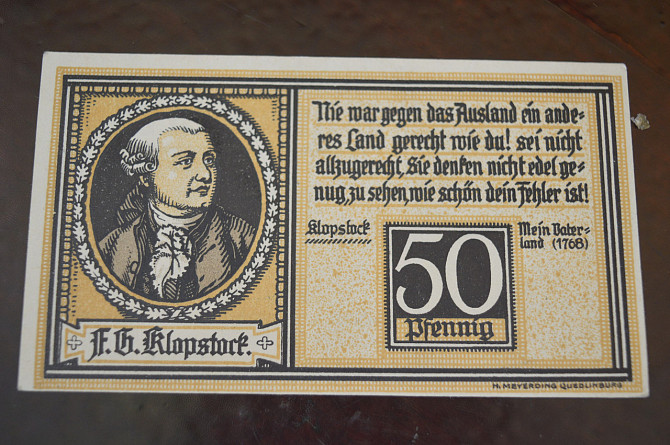 Nie war gegen das Ausland ein ande-
res Land gerecht wie du! sei nicht
allzugerecht, Sie denken nicht edel ge-
nug, zu sehen, wie schön dein Fehler ist!
Klopstock
Mein Vater-
land (1768)
50
Pfennig
F. G. Klopstock.
H. MEYERDING QUEDLINBURG